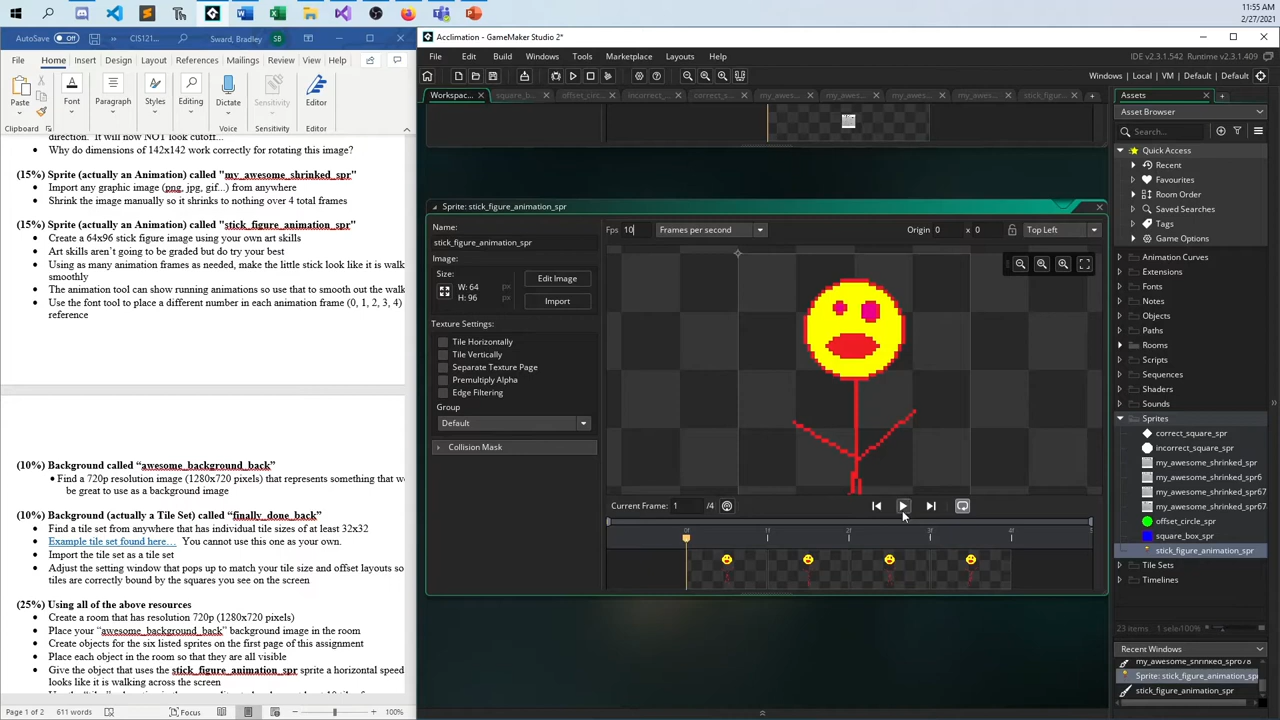 11:55 AM
2/27/2021
AutoSave Off
CIS121...
Sward, Bradley
SB
File Home Insert Draw Design Layout References Mailings Review View Help
Paste
Font
Paragraph
Styles
Editing
Dictate
Sensitivity
Editor
Clipboard
Voice
Sensitivity
Editor
direction. It will now NOT look cutoff...
Why do dimensions of 142x142 work correctly for rotating this image?
(15%) Sprite (actually an Animation) called "my_awesome_shrinked_spr"
Import any graphic image (png, jpg, gif...) from anywhere
Shrink the image manually so it shrinks to nothing over 4 total frames
(15%) Sprite (actually an Animation) called "stick_figure_animation_spr"
Create a 64x96 stick figure image using your own art skills
Art skills aren't going to be graded but do try your best
Using as many animation frames as needed, make the little stick look like it is walk
smoothly
The animation tool can show running animations so use that to smooth out the walk
Use the font tool to place a different number in each animation frame (0, 1, 2, 3, 4)
reference
(10%) Background called “awesome_background_back”
Find a 720p resolution image (1280x720 pixels) that represents something that w
be great to use as a background image
(10%) Background (actually a Tile Set) called “finally_done_back”
Find a tile set from anywhere that has individual tile sizes of at least 32x32
Example tile set found here… You cannot use this one as your own.
Import the tile set as a tile set
Adjust the setting window that pops up to match your tile size and offset layouts so
tiles are correctly bound by the squares you see on the screen
(25%) Using all of the above resources
Create a room that has resolution 720p (1280x720 pixels)
Place your “awesome_background_back” background image in the room
Create objects for the six listed sprites on the first page of this assignment
Place each object in the room so that they are all visible
Give the object that uses the stick_figure_animation_spr sprite a horizontal speed
looks like it is walking across the screen
Page 1 of 2 611 words Focus 100%
Acclimation - GameMaker Studio 2*
File Edit Build Windows Tools Marketplace Layouts Help
IDE v2.3.1.542 Runtime v2.3.1.409
Windows | Local | VM | Default | Default
Workspac... square_b... offset_circ... incorrect_... correct_s... my_awes... my_awes... my_awes... my_awes... stick_figur...
Sprite: stick_figure_animation_spr
Name:
stick_figure_animation_spr
Image:
Size:
W: 64 px
H: 96 px
Edit Image
Import
Texture Settings:
Tile Horizontally
Tile Vertically
Separate Texture Page
Premultiply Alpha
Edge Filtering
Group
Default
Collision Mask
Fps 10 Frames per second
Origin 0 x 0 Top Left
Current Frame: 1 /4
0f 1f 2f 3f 4f
Assets
Asset Browser
Search...
Quick Access
Recent
Favourites
Room Order
Saved Searches
Tags
Game Options
Animation Curves
Extensions
Fonts
Notes
Objects
Paths
Rooms
Scripts
Sequences
Shaders
Sounds
Sprites
correct_square_spr
incorrect_square_spr
my_awesome_shrinked_spr
my_awesome_shrinked_spr6
my_awesome_shrinked_spr67
my_awesome_shrinked_spr67
offset_circle_spr
square_box_spr
stick_figure_animation_spr
Tile Sets
Timelines
23 items 1 sele/100%
Recent Windows
my_awesome_shrinked_spr678
Sprite: stick_figure_animation_spr
stick_figure_animation_spr